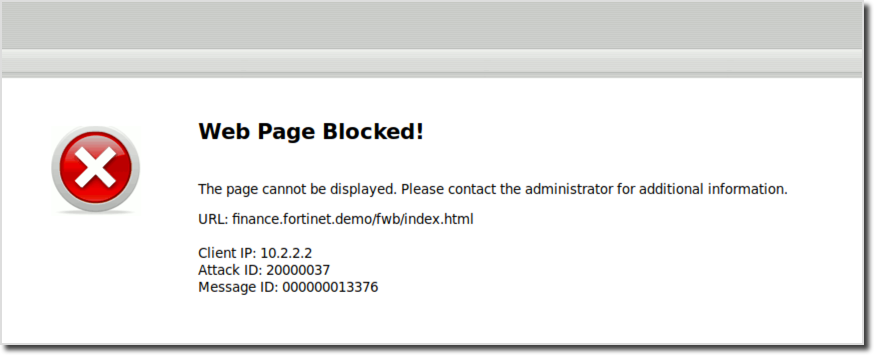 Web Page Blocked!
The page cannot be displayed. Please contact the administrator for additional information.
URL: finance.fortinet.demo/fwb/index.html
Client IP: 10.2.2.2
Attack ID: 20000037
Message ID: 000000013376